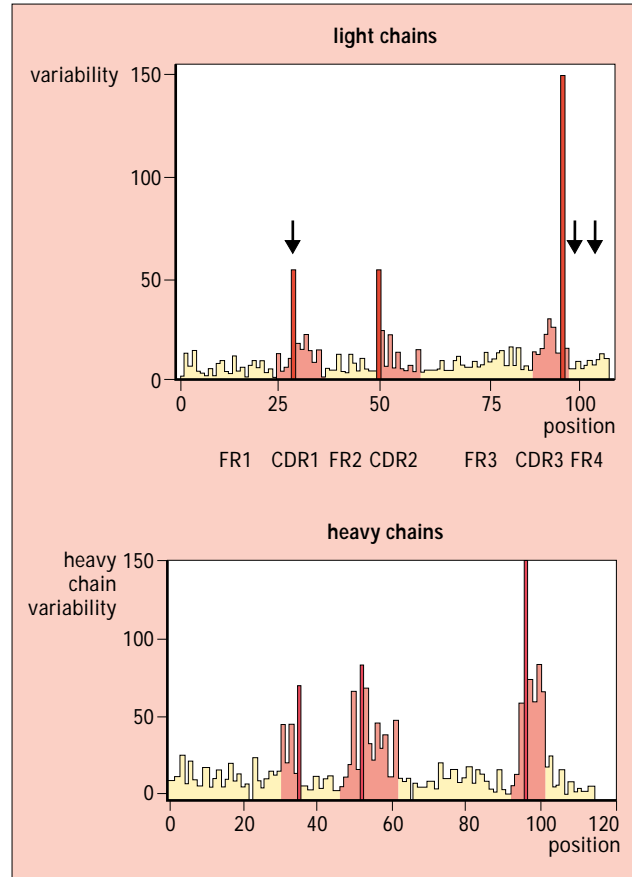 light chains
variability
150
100
50
0
0 25 50 75 100
position
FR1 CDR1 FR2 CDR2 FR3 CDR3 FR4
heavy chains
heavy
chain
variability
150
100
50
0
0 20 40 60 80 100 120
position